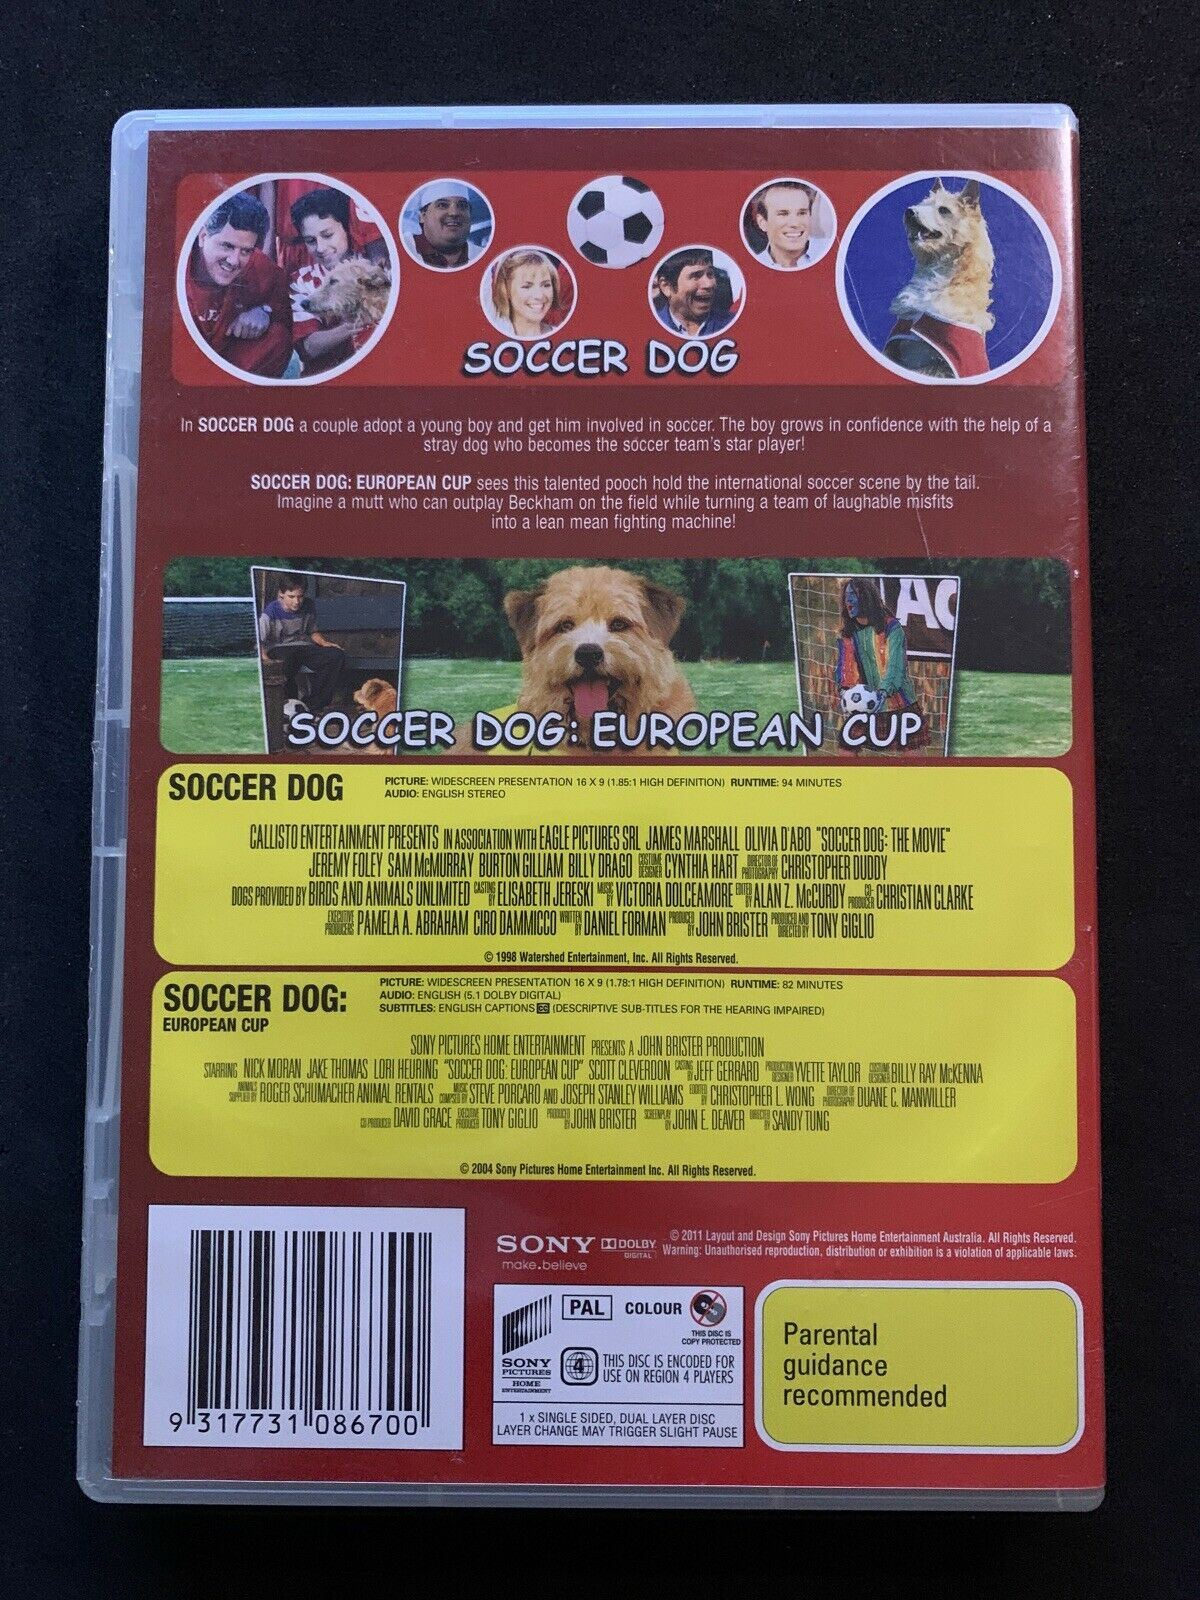 SOCCER DOG
In SOCCER DOG a couple adopt a young boy and get him involved in soccer. The boy grows in confidence with the help of a
stray dog who becomes the soccer team's star player!
SOCCER DOG: EUROPEAN CUP sees this talented pooch hold the international soccer scene by the tail.
Imagine a mutt who can outplay Beckham on the field while turning a team of laughable misfits
into a lean mean fighting machine!
AC
SOCCER DOG: EUROPEAN CUP
SOCCER DOG
PICTURE: WIDESCREEN PRESENTATION 16 X 9 (1.85:1 HIGH DEFINITION) RUNTIME: 94 MINUTES
AUDIO: ENGLISH STEREO
CALLISTO ENTERTAINMENT PRESENTS IN ASSOCIATION WITH EAGLE PICTURES SRL JAMES MARSHALL OLIVIA D'ABO "SOCCER DOG: THE MOVIE"
JEREMY FOLEY SAM McMURRAY BURTON GILLIAM BILLY DRAGO COSTUME DESIGNER CYNTHIA HART DIRECTOR OF PHOTOGRAPHY CHRISTOPHER DUDDY
DOGS PROVIDED BY BIRDS AND ANIMALS UNLIMITED CASTING BY ELISABETH JERESKI MUSIC BY VICTORIA DOLCEAMORE EDITED BY ALAN Z. McCURDY CO-PRODUCER CHRISTIAN CLARKE
EXECUTIVE PRODUCERS PAMELA A. ABRAHAM CIRO DAMMICCO WRITTEN BY DANIEL FORMAN PRODUCED BY JOHN BRISTER PRODUCED AND DIRECTED BY TONY GIGLIO
© 1998 Watershed Entertainment, Inc. All Rights Reserved.
SOCCER DOG:
EUROPEAN CUP
PICTURE: WIDESCREEN PRESENTATION 16 X 9 (1.78:1 HIGH DEFINITION) RUNTIME: 82 MINUTES
AUDIO: ENGLISH (5.1 DOLBY DIGITAL)
SUBTITLES: ENGLISH CAPTIONS (DESCRIPTIVE SUB-TITLES FOR THE HEARING IMPAIRED)
SONY PICTURES HOME ENTERTAINMENT PRESENTS A JOHN BRISTER PRODUCTION
STARRING NICK MORAN JAKE THOMAS LORI HEURING "SOCCER DOG: EUROPEAN CUP" SCOTT CLEVERDON CASTING BY JEFF GERRARD PRODUCTION DESIGNER YVETTE TAYLOR COSTUME DESIGNER BILLY RAY McKENNA
ANIMALS SUPPLIED BY ROGER SCHUMACHER ANIMAL RENTALS MUSIC COMPOSED BY STEVE PORCARO AND JOSEPH STANLEY WILLIAMS EDITED BY CHRISTOPHER L. WONG DIRECTOR OF PHOTOGRAPHY DUANE C. MANWILLER
CO PRODUCER DAVID GRACE EXECUTIVE PRODUCER TONY GIGLIO PRODUCED BY JOHN BRISTER SCREENPLAY BY JOHN E. DEAVER DIRECTED BY SANDY TUNG
© 2004 Sony Pictures Home Entertainment Inc. All Rights Reserved.
9 317731 086700
SONY
make.believe
DOLBY
DIGITAL
© 2011 Layout and Design Sony Pictures Home Entertainment Australia. All Rights Reserved.
Warning: Unauthorised reproduction, distribution or exhibition is a violation of applicable laws.
SONY
PICTURES
HOME
ENTERTAINMENT
PAL COLOUR
THIS DISC IS
COPY PROTECTED
4
THIS DISC IS ENCODED FOR
USE ON REGION 4 PLAYERS
1 x SINGLE SIDED, DUAL LAYER DISC
LAYER CHANGE MAY TRIGGER SLIGHT PAUSE
Parental
guidance
recommended